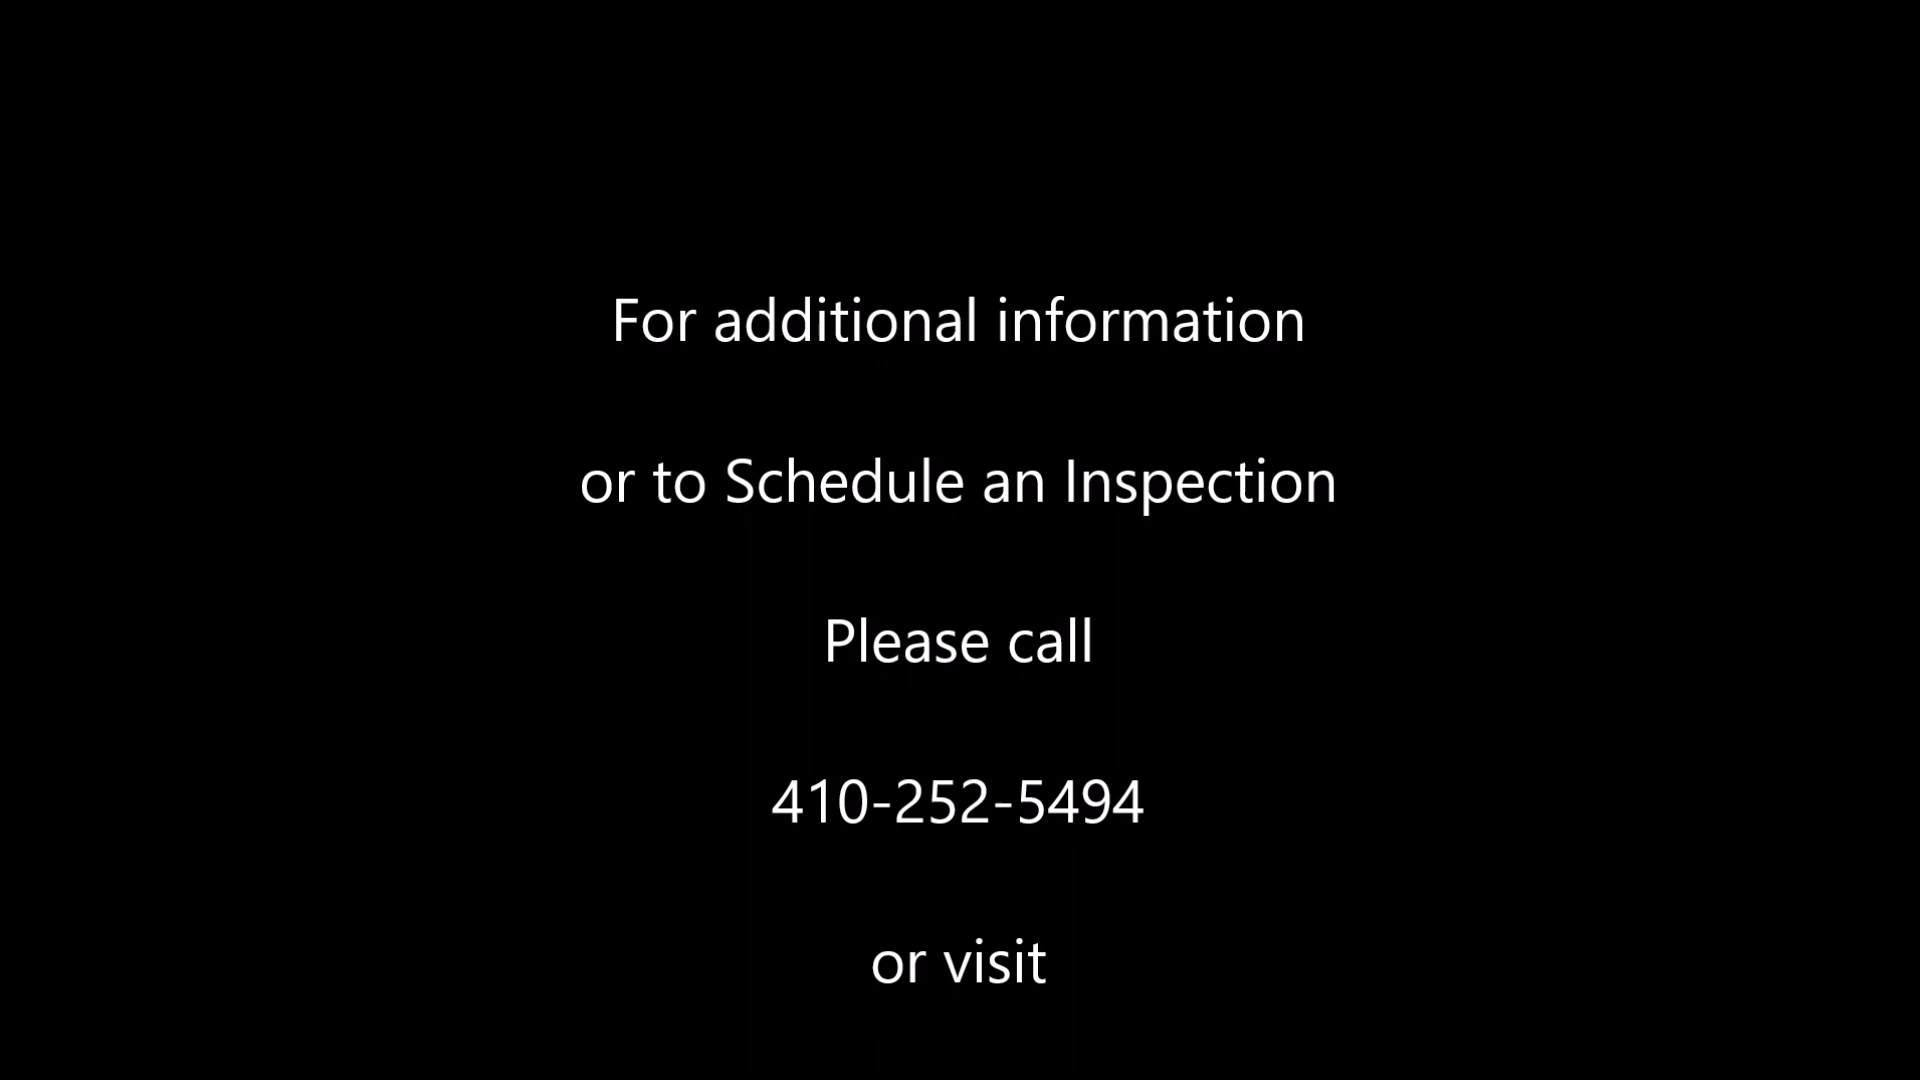 For additional information
or to Schedule an Inspection
Please call
410-252-5494
or visit